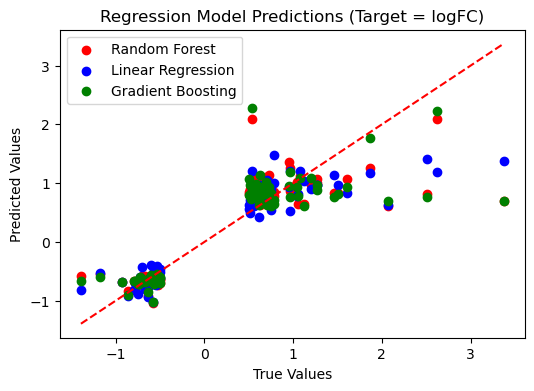 Regression Model Predictions (Target = logFC)
Random Forest
Linear Regression
Gradient Boosting
Predicted Values
3
2
1
0
−1
−1
0
1
2
3
True Values